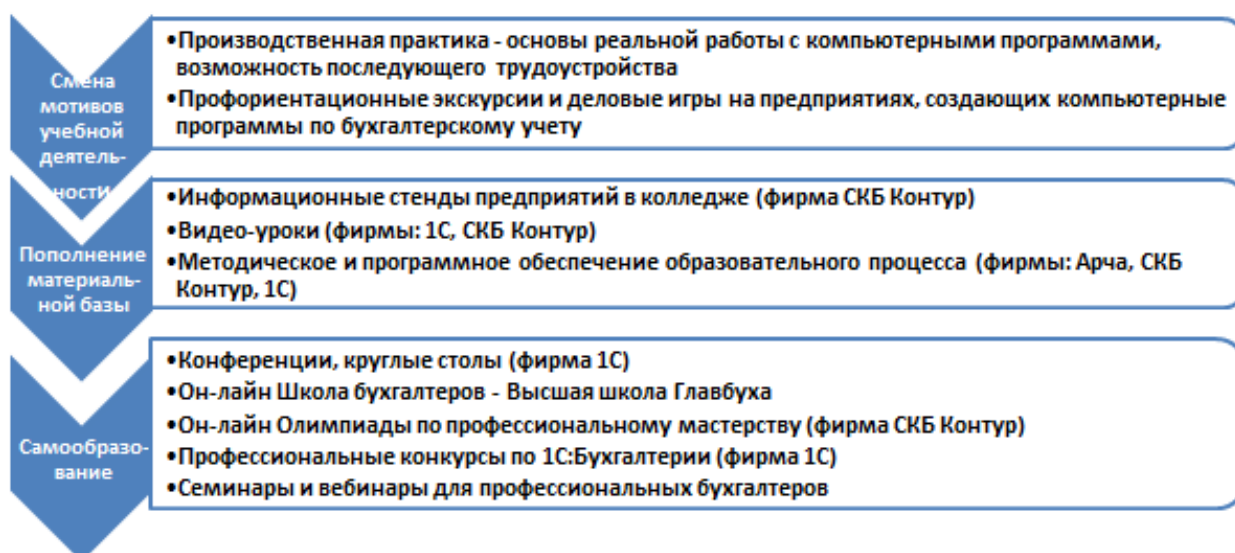 Смена
мотивов
учебной
деятель-
ности
•Производственная практика - основы реальной работы с компьютерными программами,
возможность последующего трудоустройства
•Профориентационные экскурсии и деловые игры на предприятиях, создающих компьютерные
программы по бухгалтерскому учету
Пополнение
материаль-
ной базы
•Информационные стенды предприятий в колледже (фирма СКБ Контур)
•Видео-уроки (фирмы: 1С, СКБ Контур)
•Методическое и программное обеспечение образовательного процесса (фирмы: Арча, СКБ
Контур, 1С)
Самообразо-
вание
•Конференции, круглые столы (фирма 1С)
•Он-лайн Школа бухгалтеров - Высшая школа Главбуха
•Он-лайн Олимпиады по профессиональному мастерству (фирма СКБ Контур)
•Профессиональные конкурсы по 1С:Бухгалтерии (фирма 1С)
•Семинары и вебинары для профессиональных бухгалтеров